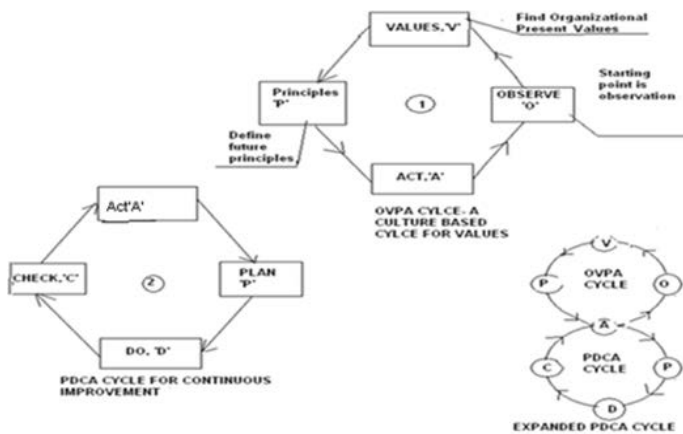 VALUES,'V'
Find Organizational
Present Values
Principles
'P'
1
OBSERVE
'O'
Starting
point is
observation
Define
future
principles
ACT,'A'
OVPA CYLCE- A
CULTURE BASED
CYLCE FOR VALUES
Act'A'
CHECK,'C'
2
PLAN
'P'
DO, 'D'
PDCA CYCLE FOR CONTINUOUS
IMPROVEMENT
V
P
OVPA
CYCLE
O
A
C
PDCA
CYCLE
P
D
EXPANDED PDCA CYCLE